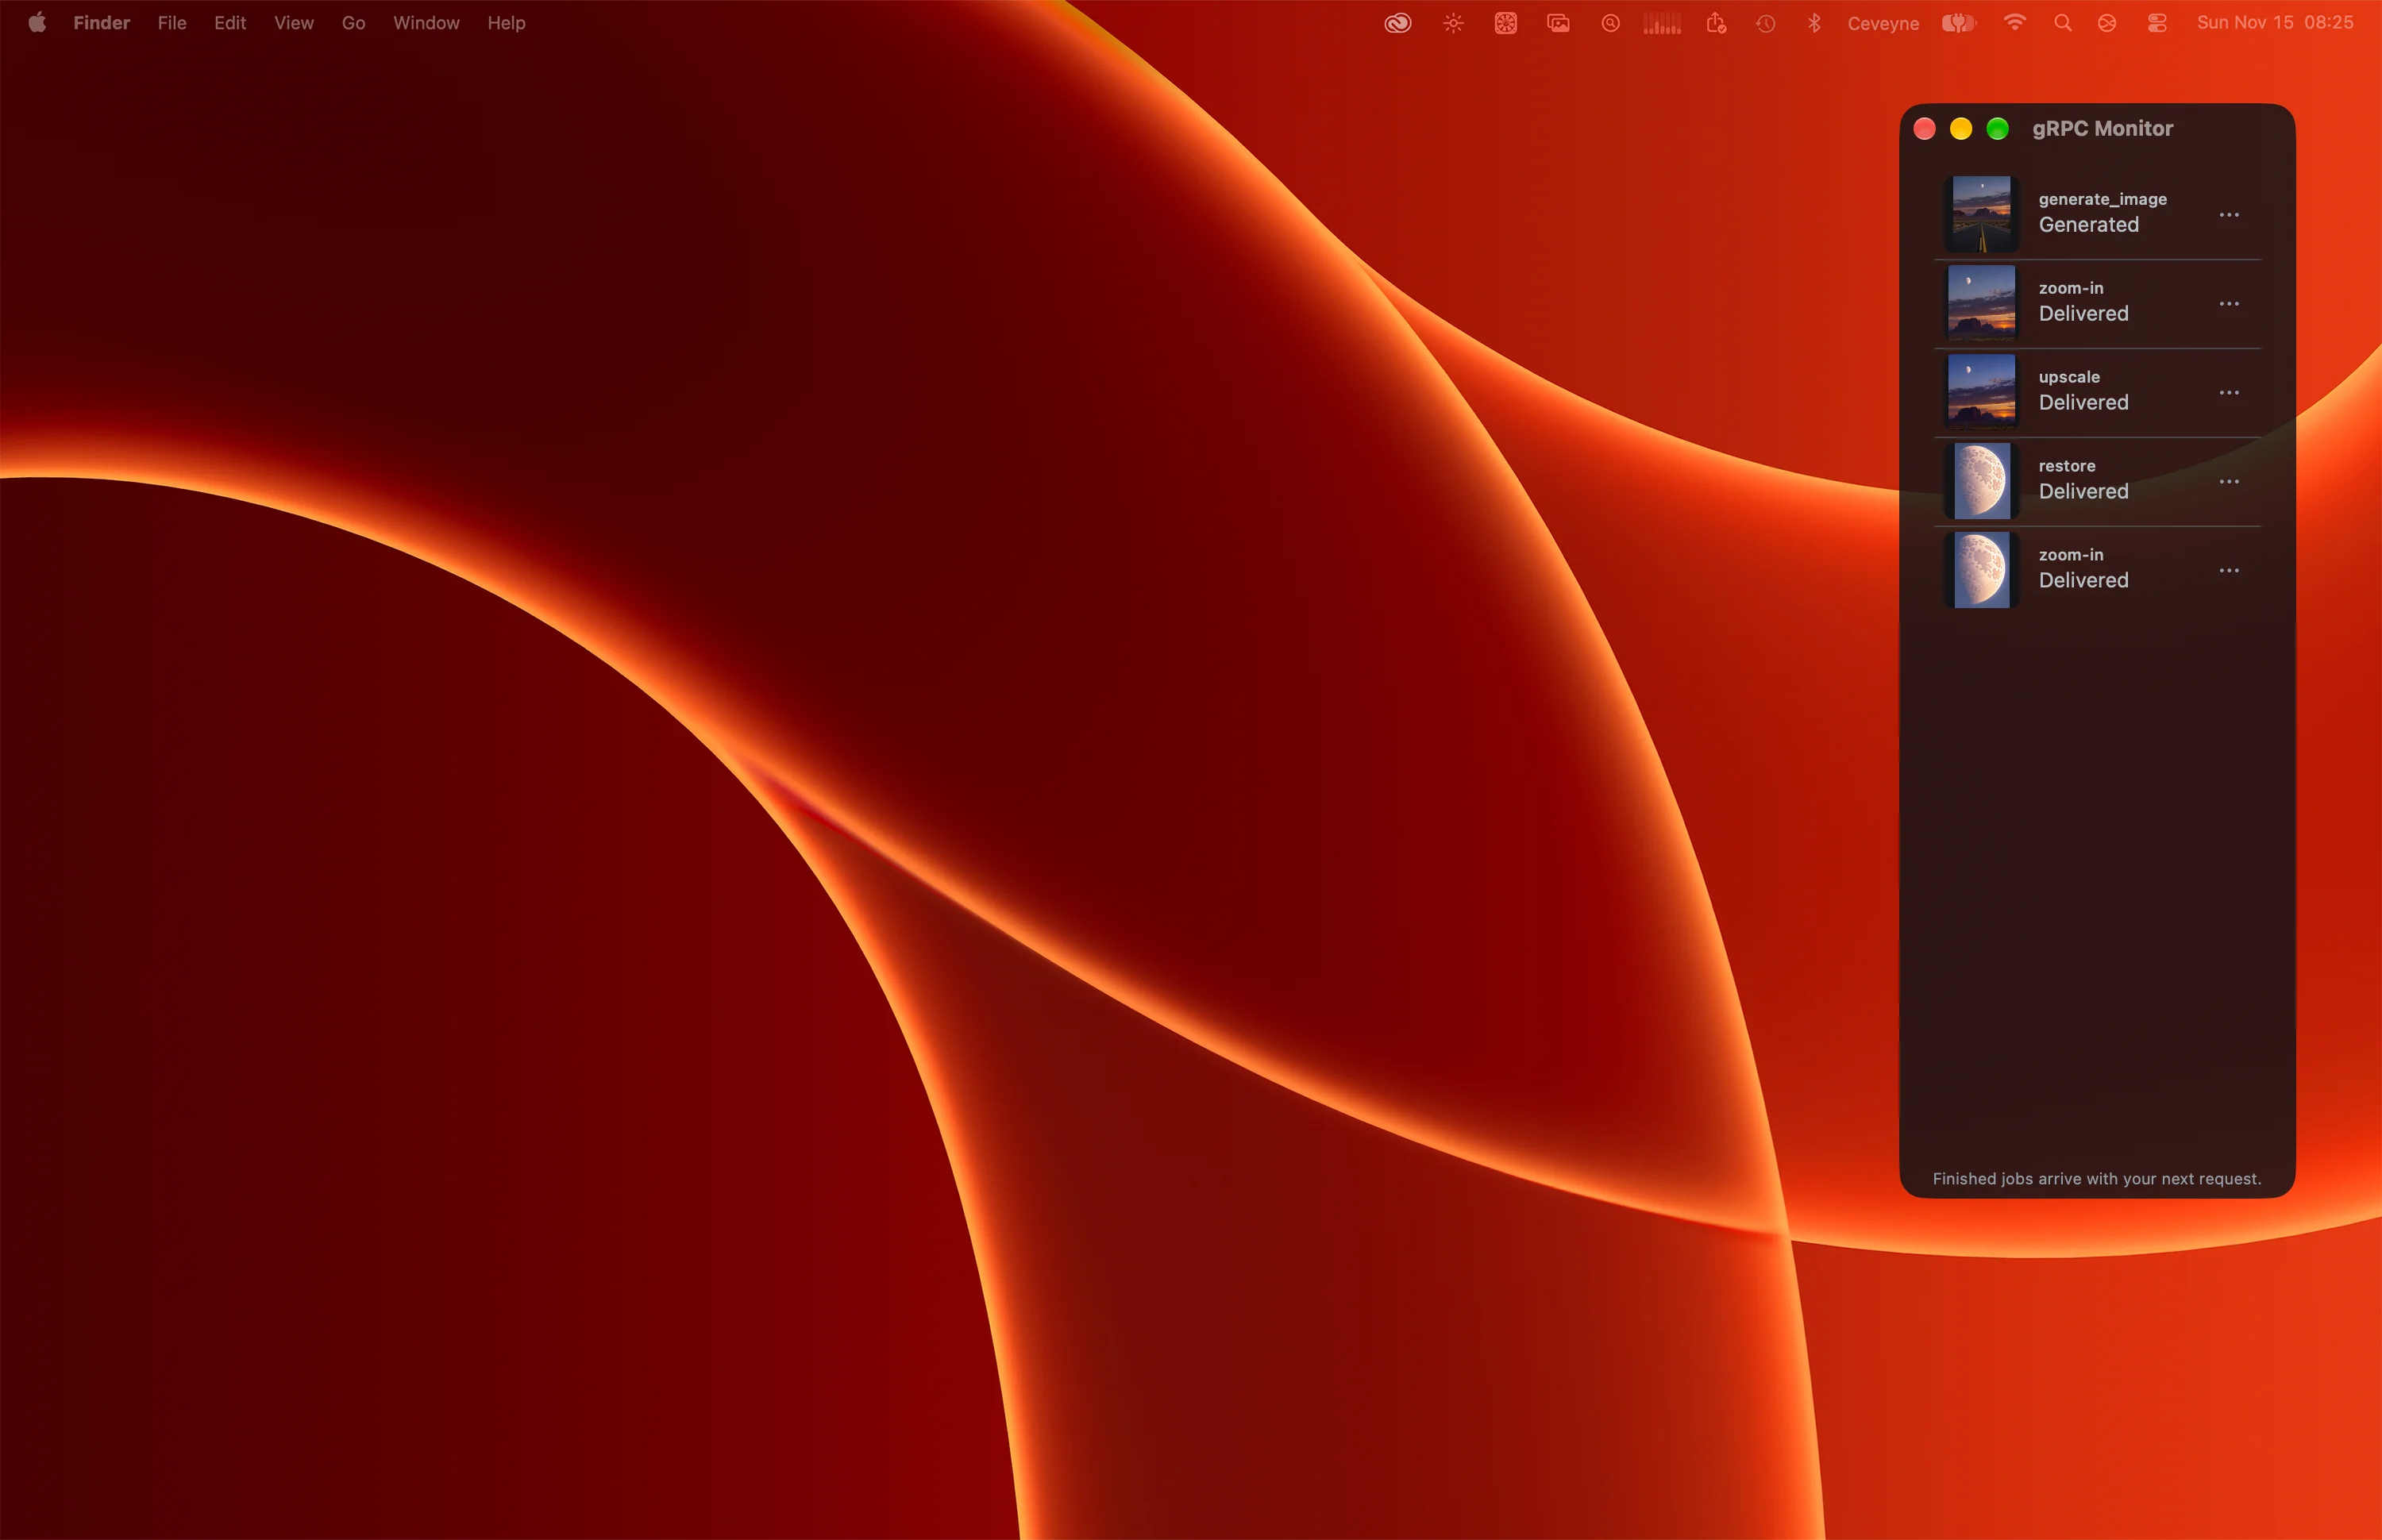 Finder File Edit View Go Window Help
Ceveyne Sun Nov 15 08:25
gRPC Monitor
generate_image
Generated
zoom-in
Delivered
upscale
Delivered
restore
Delivered
zoom-in
Delivered
Finished jobs arrive with your next request.